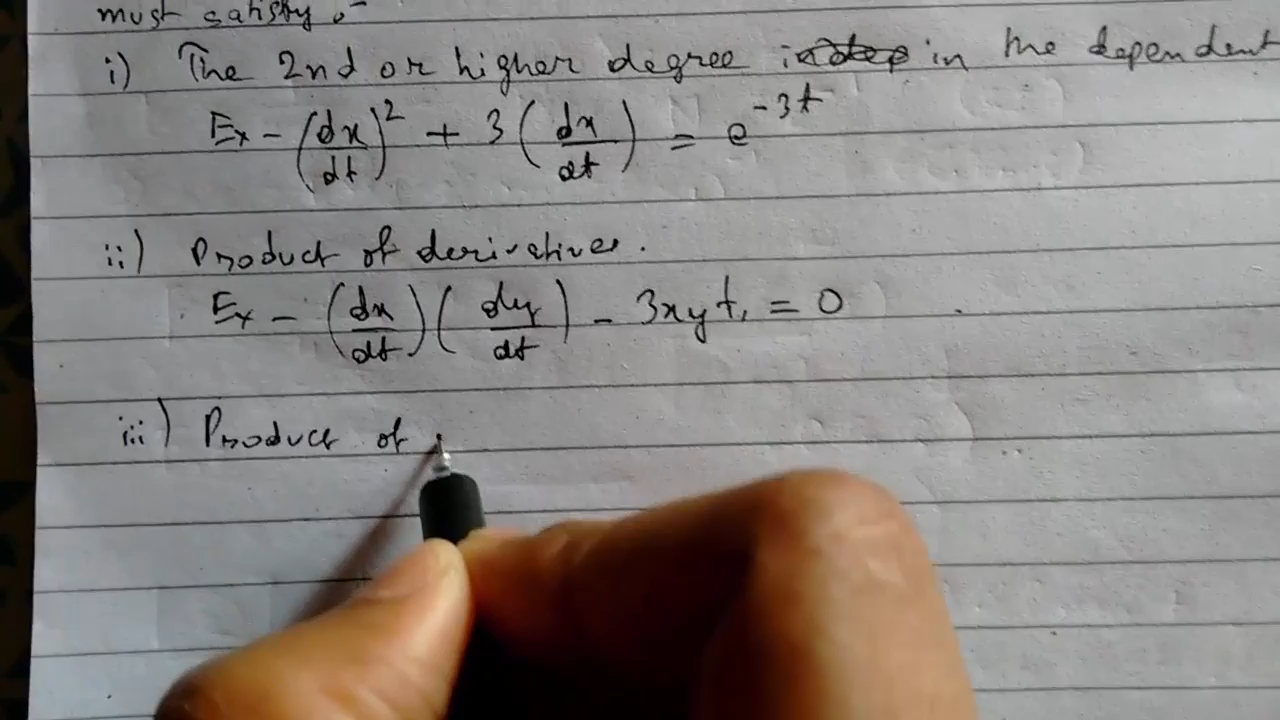 must satisfy :-
i) The 2nd or higher degree in the dependent
Ex - (dx/dt)² + 3 (dx/dt) = e^-3t
ii) Product of derivatives.
Ex - (dx/dt)(dy/dt) - 3xyt, = 0
iii) Product of